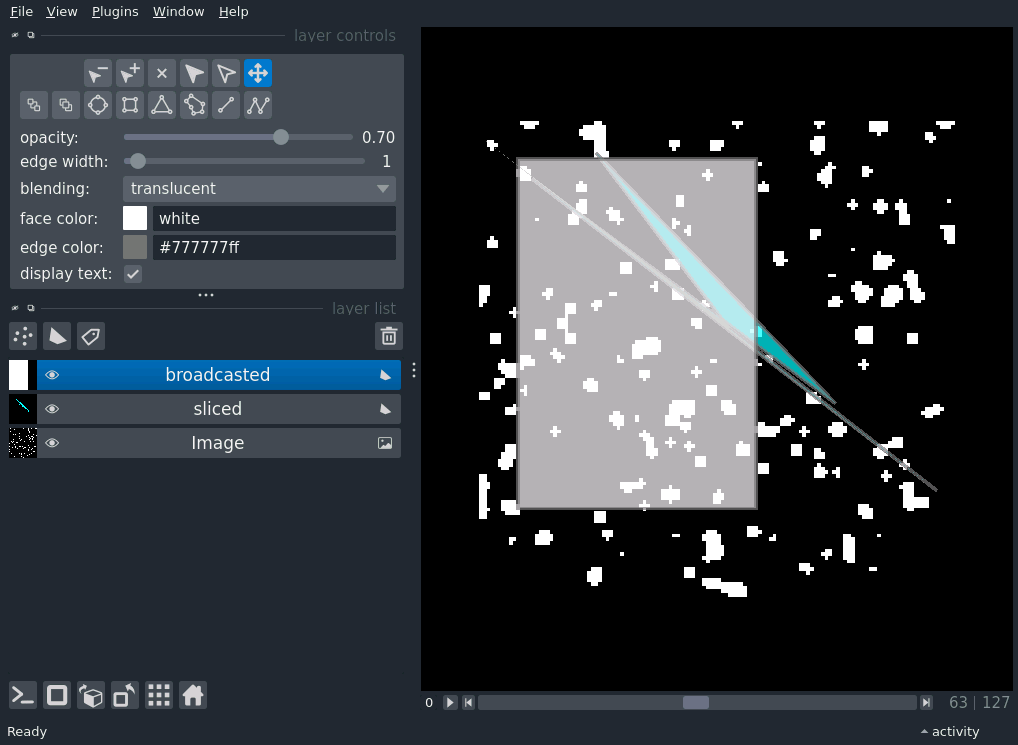 File View Plugins Window Help
layer controls
opacity: 0.70
edge width: 1
blending: translucent
face color: white
edge color: #777777ff
display text:
layer list
broadcasted
sliced
Image
0 63 | 127
Ready activity